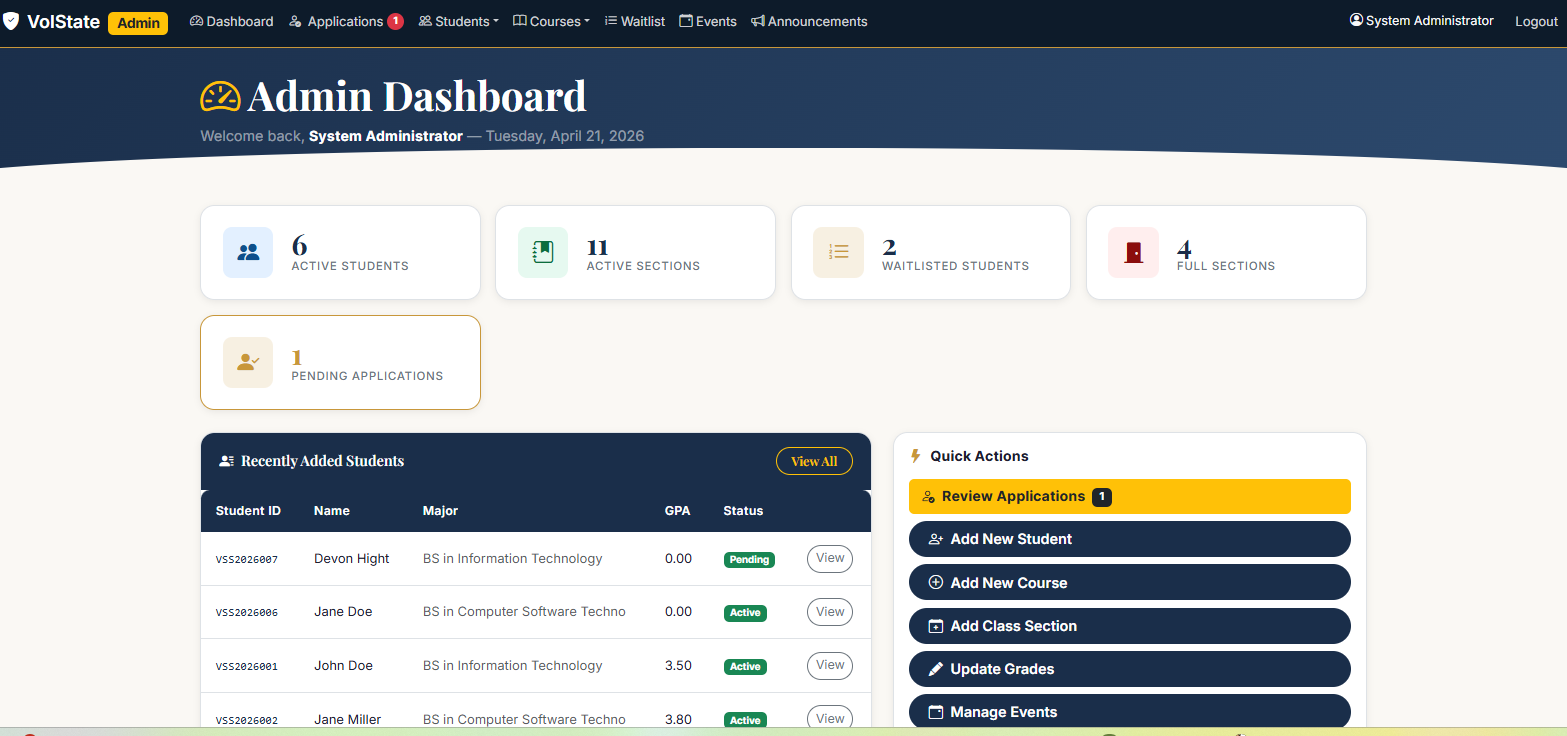 VolState Admin Dashboard Applications 1 Students Courses Waitlist Events Announcements System Administrator Logout
Admin Dashboard
Welcome back, System Administrator — Tuesday, April 21, 2026
6
ACTIVE STUDENTS
11
ACTIVE SECTIONS
2
WAITLISTED STUDENTS
4
FULL SECTIONS
1
PENDING APPLICATIONS
Recently Added Students View All
Student ID Name Major GPA Status
VSS2026007 Devon Hight BS in Information Technology 0.00 Pending View
VSS2026006 Jane Doe BS in Computer Software Techno 0.00 Active View
VSS2026001 John Doe BS in Information Technology 3.50 Active View
VSS2026002 Jane Miller BS in Computer Software Techno 3.80 Active View
Quick Actions
Review Applications 1
Add New Student
Add New Course
Add Class Section
Update Grades
Manage Events